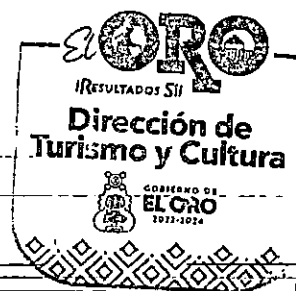 El ORO
¡RESULTADOS SÍ!
Dirección de
Turismo y Cultura
GOBIERNO DE
EL ORO
2022-2024